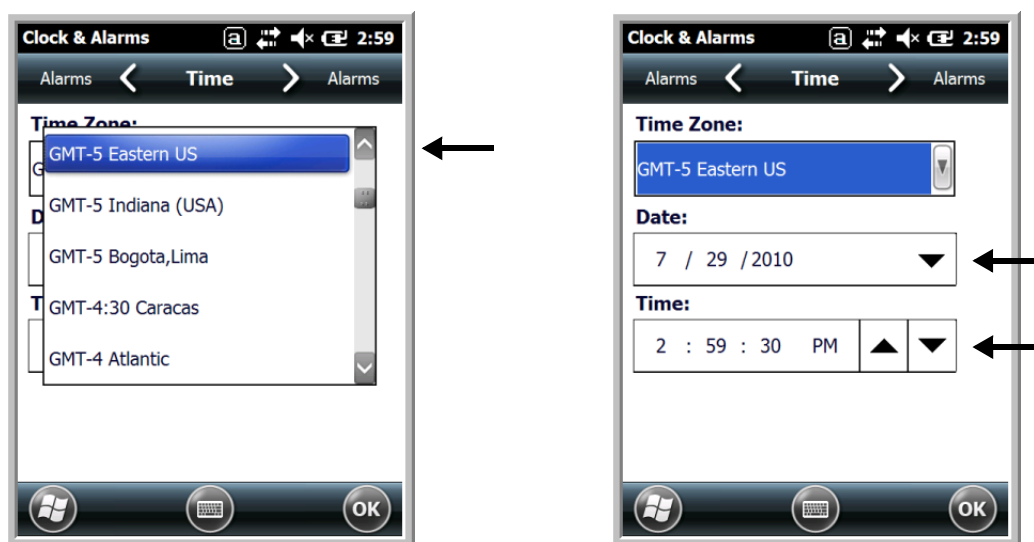 Clock & Alarms a 2:59
Alarms Time Alarms
Time Zone:
G
GMT-5 Eastern US
GMT-5 Indiana (USA)
D
GMT-5 Bogota,Lima
T
GMT-4:30 Caracas
GMT-4 Atlantic
OK
Clock & Alarms a 2:59
Alarms Time Alarms
Time Zone:
GMT-5 Eastern US
Date:
7 / 29 / 2010
Time:
2 : 59 : 30 PM
OK